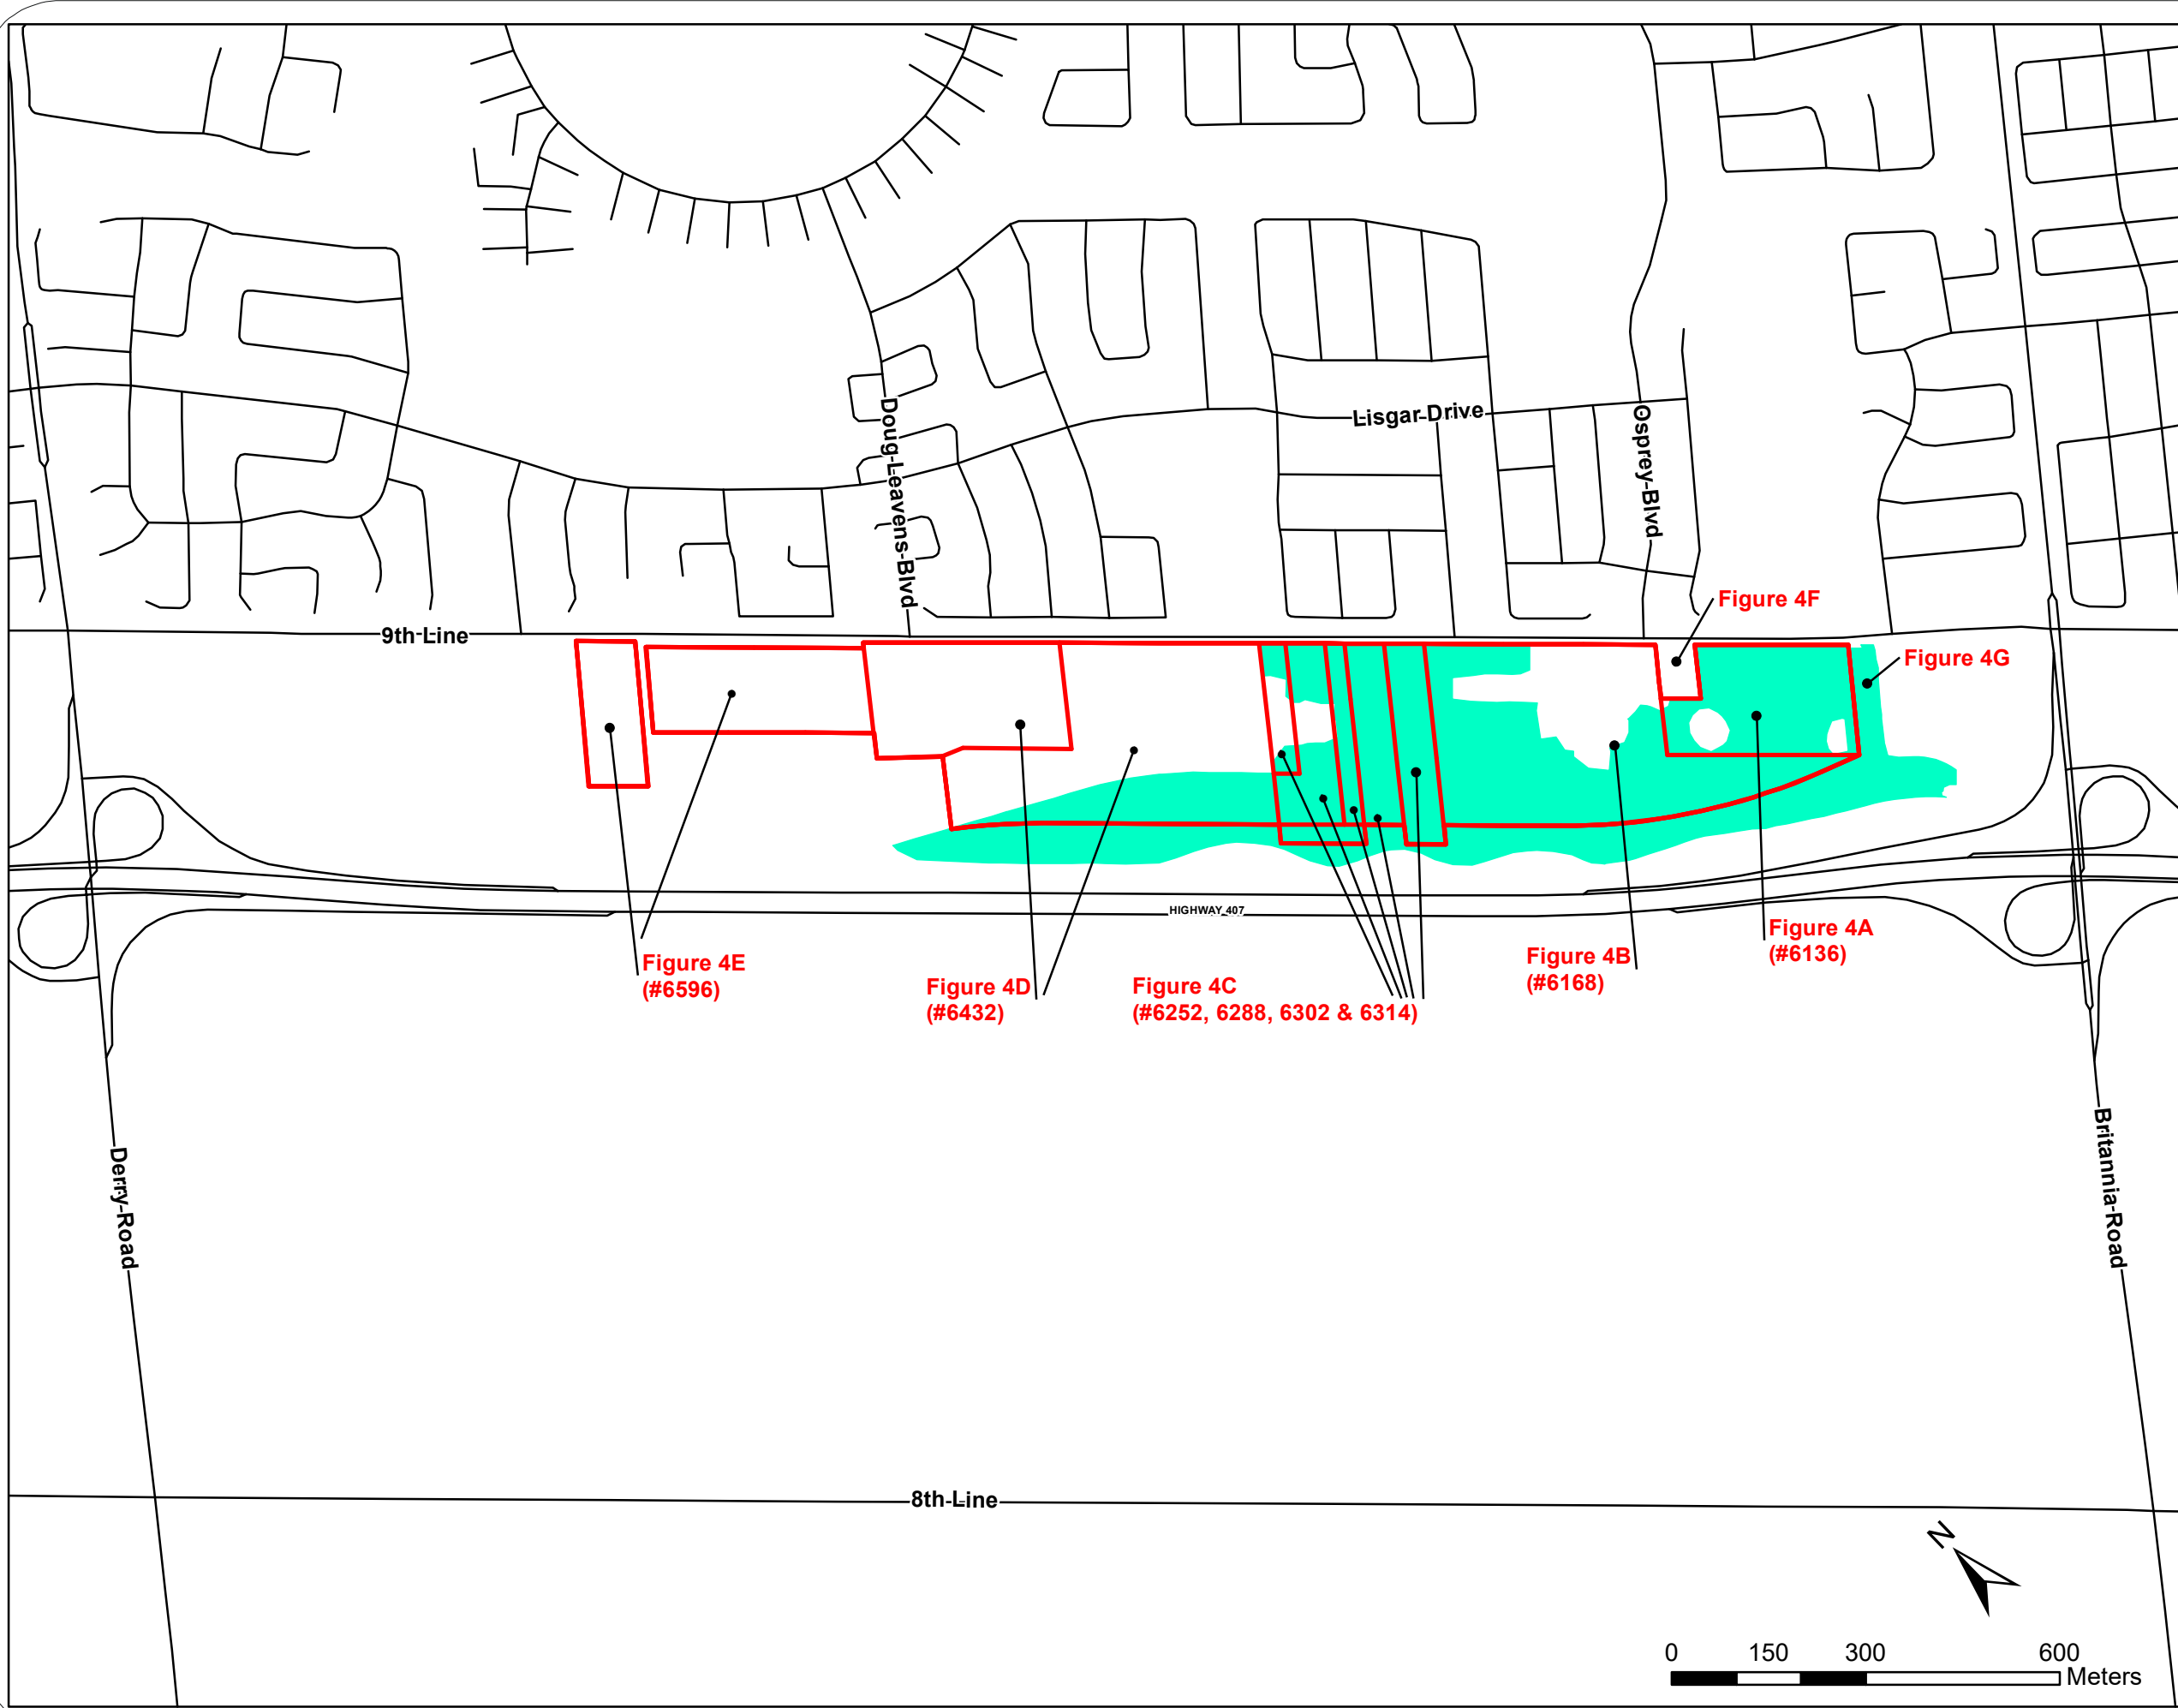 Lisgar Drive
Doug Leavens Blvd
Osprey Blvd
Figure 4F
9th Line
Figure 4G
HIGHWAY 407
Figure 4A
(#6136)
Figure 4B
(#6168)
Figure 4E
(#6596)
Figure 4D
(#6432)
Figure 4C
(#6252, 6288, 6302 & 6314)
Derry Road
Britannia Road
8th Line
N
0 150 300 600
Meters